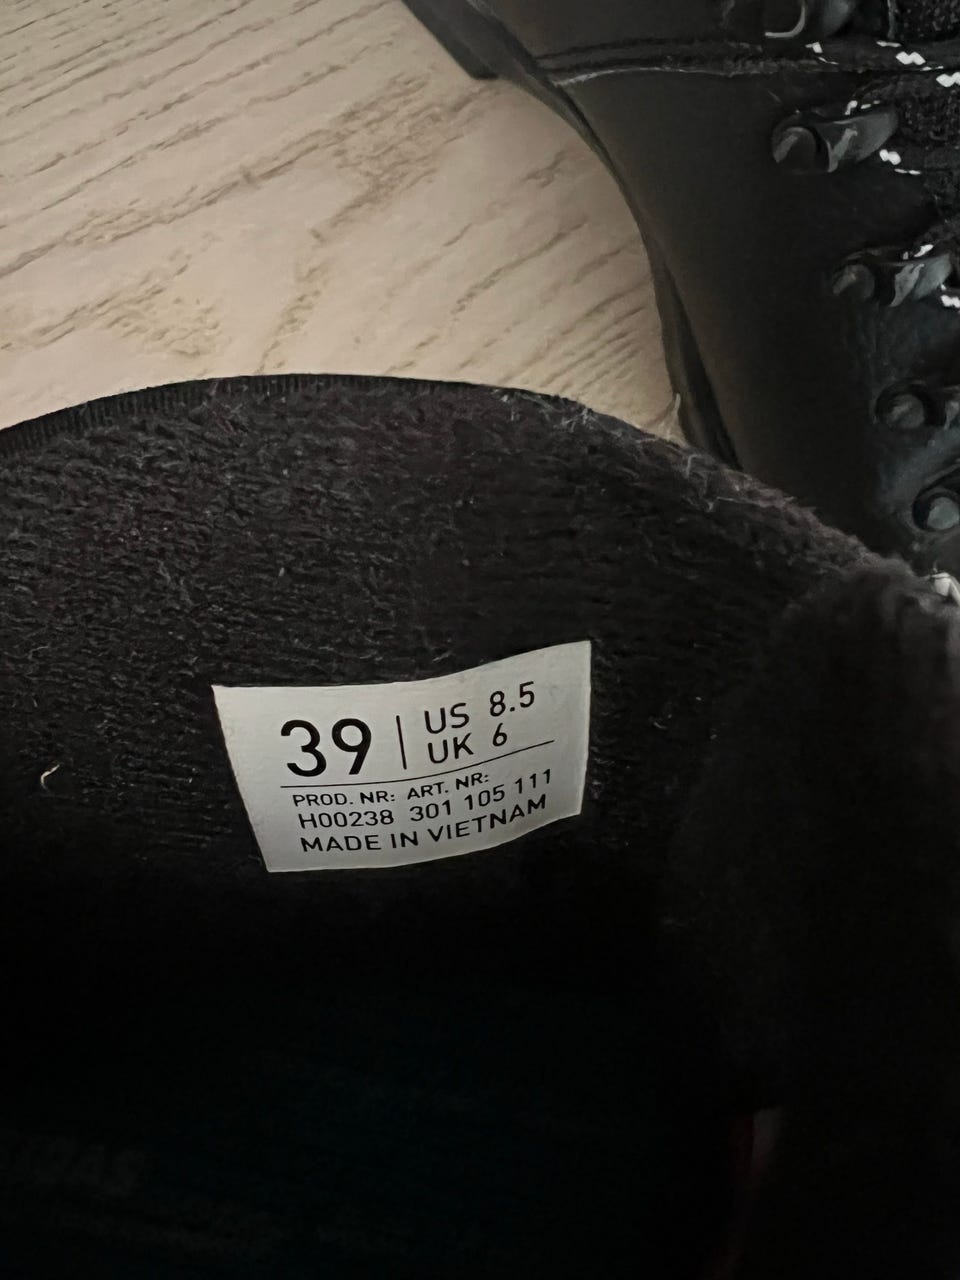 39 | US 8.5
UK 6
PROD. NR: ART. NR:
H00238 301 105 111
MADE IN VIETNAM